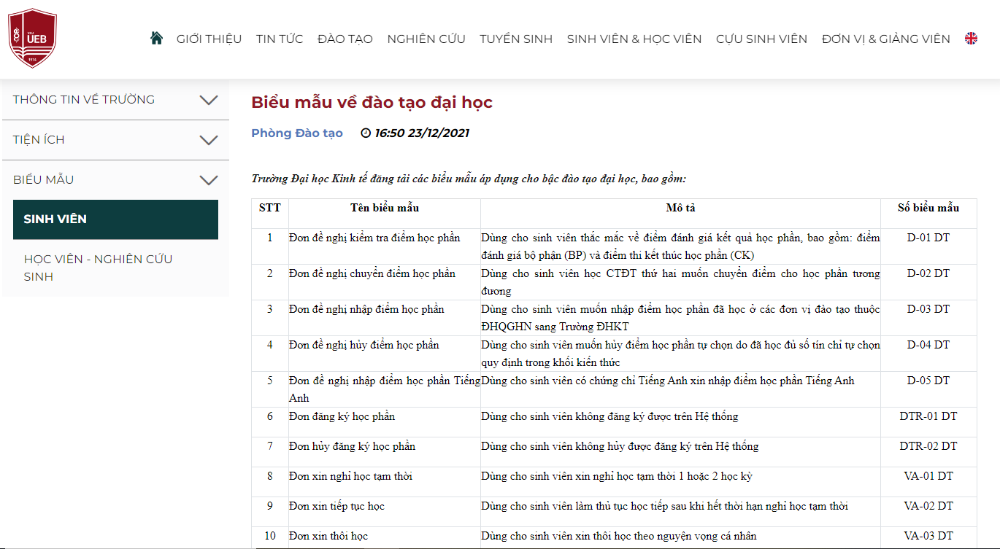 VNU
UEB
1974
GIỚI THIỆU TIN TỨC ĐÀO TẠO NGHIÊN CỨU TUYỂN SINH SINH VIÊN & HỌC VIÊN CỰU SINH VIÊN ĐƠN VỊ & GIẢNG VIÊN
THÔNG TIN VỀ TRƯỜNG
TIỆN ÍCH
BIỂU MẪU
SINH VIÊN
HỌC VIÊN - NGHIÊN CỨU
SINH
Biểu mẫu về đào tạo đại học
Phòng Đào tạo 16:50 23/12/2021
Trường Đại học Kinh tế đăng tải các biểu mẫu áp dụng cho bậc đào tạo đại học, bao gồm:
STT Tên biểu mẫu Mô tả Số biểu mẫu
1 Đơn đề nghị kiểm tra điểm học phần Dùng cho sinh viên thắc mắc về điểm đánh giá kết quả học phần, bao gồm: điểm D-01 DT
đánh giá bộ phận (BP) và điểm thi kết thúc học phần (CK)
2 Đơn đề nghị chuyển điểm học phần Dùng cho sinh viên học CTĐT thứ hai muốn chuyển điểm cho học phần tương D-02 DT
đương
3 Đơn đề nghị nhập điểm học phần Dùng cho sinh viên muốn nhập điểm học phần đã học ở các đơn vị đào tạo thuộc D-03 DT
ĐHQGHN sang Trường ĐHKT
4 Đơn đề nghị hủy điểm học phần Dùng cho sinh viên muốn hủy điểm học phần tự chọn do đã học đủ số tín chỉ tự chọn D-04 DT
quy định trong khối kiến thức
5 Đơn đề nghị nhập điểm học phần Tiếng Dùng cho sinh viên có chứng chỉ Tiếng Anh xin nhập điểm học phần Tiếng Anh D-05 DT
Anh
6 Đơn đăng ký học phần Dùng cho sinh viên không đăng ký được trên Hệ thống DTR-01 DT
7 Đơn hủy đăng ký học phần Dùng cho sinh viên không hủy được đăng ký trên Hệ thống DTR-02 DT
8 Đơn xin nghỉ học tạm thời Dùng cho sinh viên xin nghỉ học tạm thời 1 hoặc 2 học kỳ VA-01 DT
9 Đơn xin tiếp tục học Dùng cho sinh viên làm thủ tục học tiếp sau khi hết thời hạn nghỉ học tạm thời VA-02 DT
10 Đơn xin thôi học Dùng cho sinh viên xin thôi học theo nguyện vọng cá nhân VA-03 DT